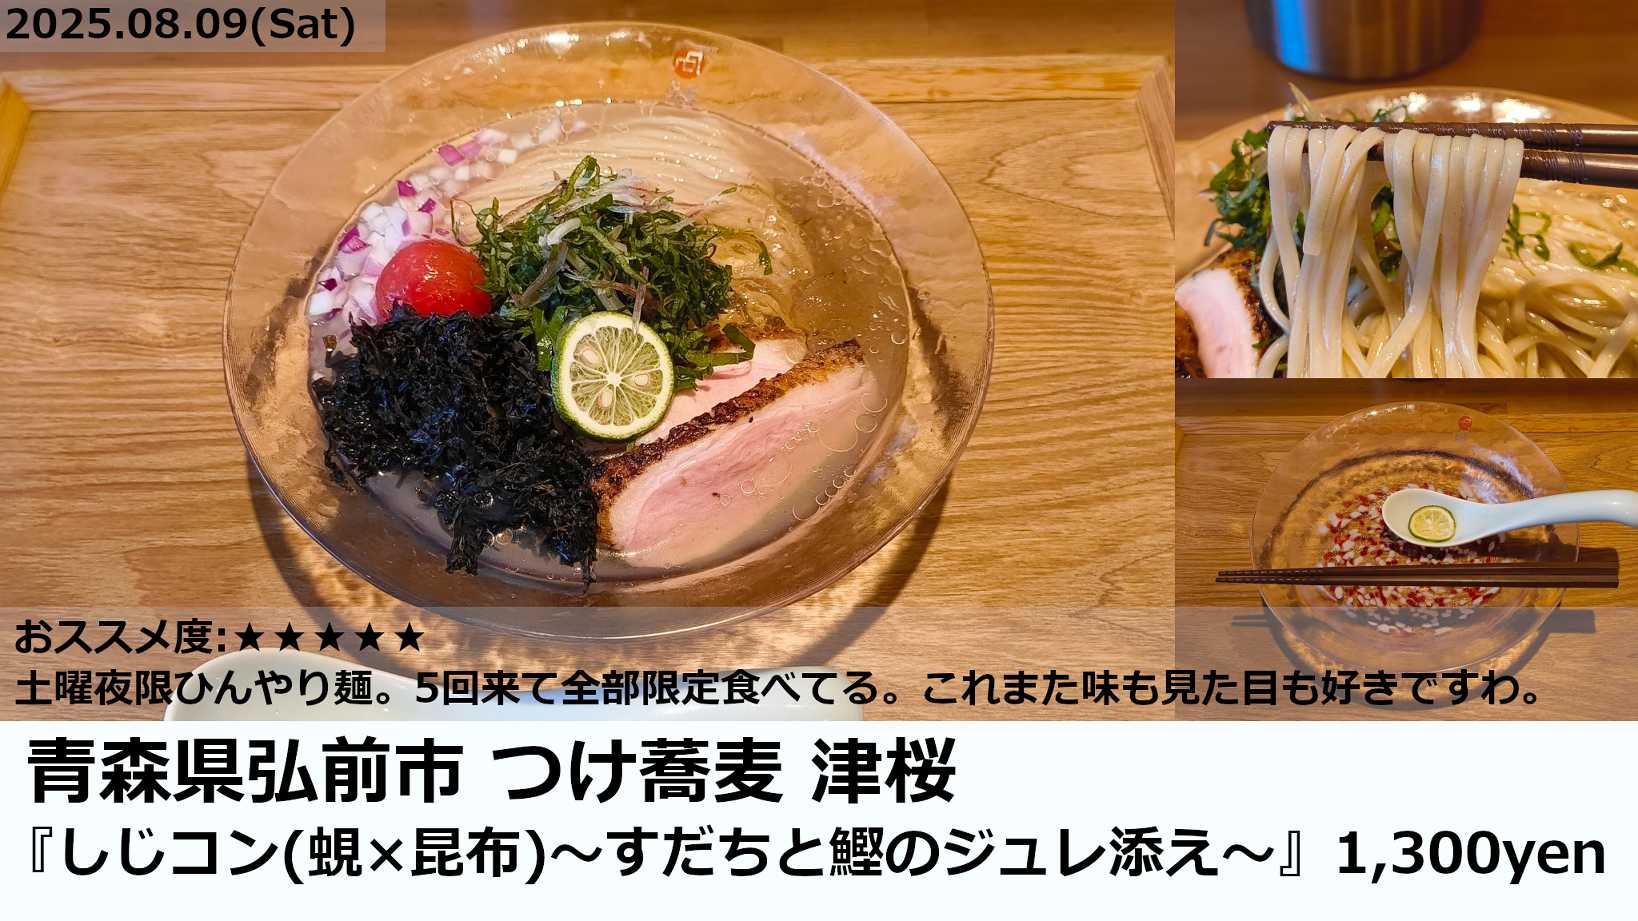 2025.08.09(Sat)
おススメ度:★★★★★
土曜夜限ひんやり麺。5回来て全部限定食べてる。これまた味も見た目も好きですわ。
青森県弘前市 つけ蕎麦 津桜
『しじコン(蜆×昆布)～すだちと鰹のジュレ添え～』1,300yen